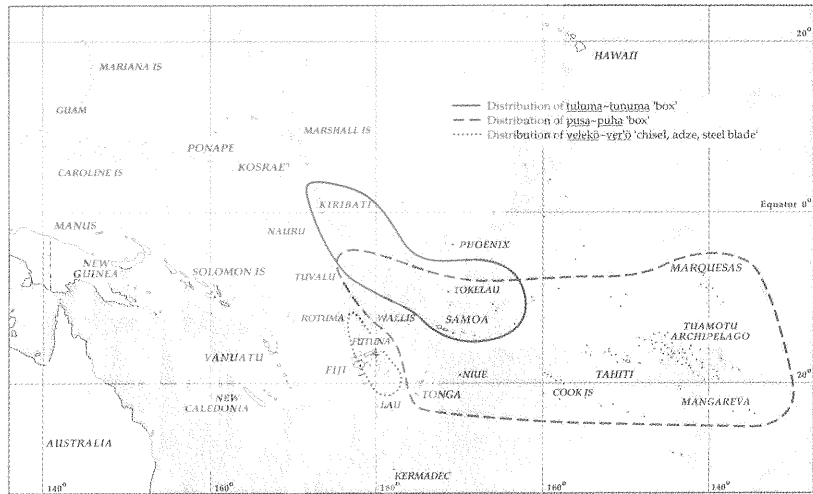 20°
HAWAII
MARIANA IS
GUAM
Distribution of tuluma~tunuma 'box'
Distribution of pusa~puha 'box'
Distribution of velekö~ver'ö 'chisel, adze, steel blade'
MARSHALL IS
PONAPE
KOSRAE
CAROLINE IS
KIRIBATI
Equator 0°
MANUS
NAURU
PHOENIX
NEW
GUINEA
SOLOMON IS
MARQUESAS
TUVALU
TOKELAU
ROTUMA
WALLIS
SAMOA
TUAMOTU
ARCHIPELAGO
FUTUNA
VANUATU
FIJI
NIUE
TAHITI
20°
NEW
CALEDONIA
LAU
TONGA
COOK IS
MANGAREVA
AUSTRALIA
KERMADEC
140°
160°
180°
160°
140°